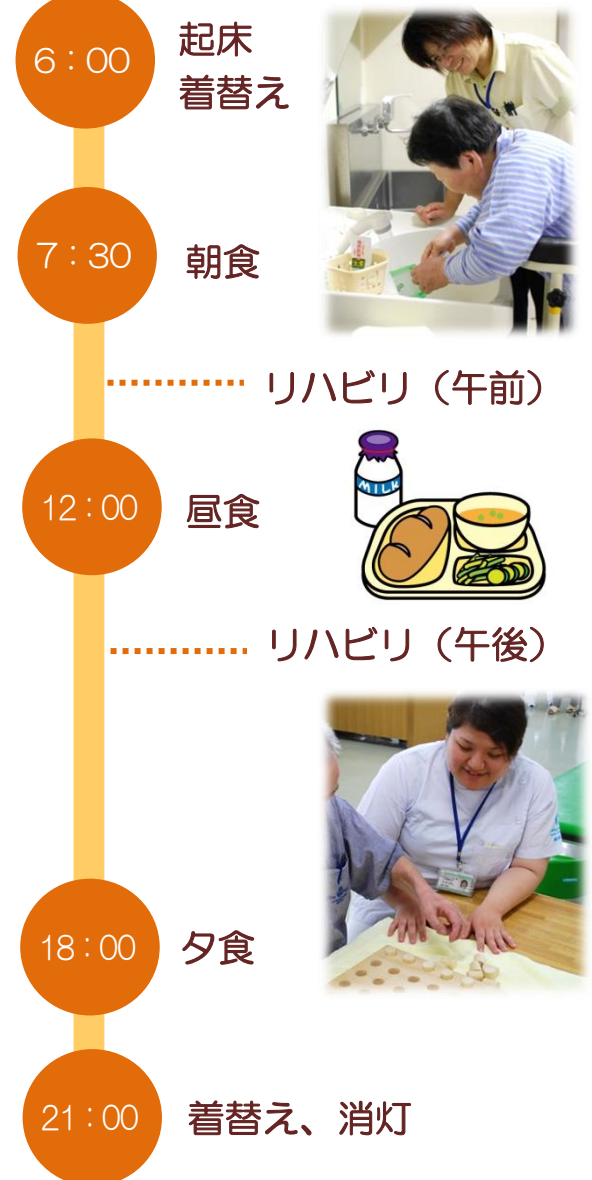 6：00
起床
着替え
7：30
朝食
リハビリ（午前）
12：00
昼食
MILK
リハビリ（午後）
18：00
夕食
21：00
着替え、消灯